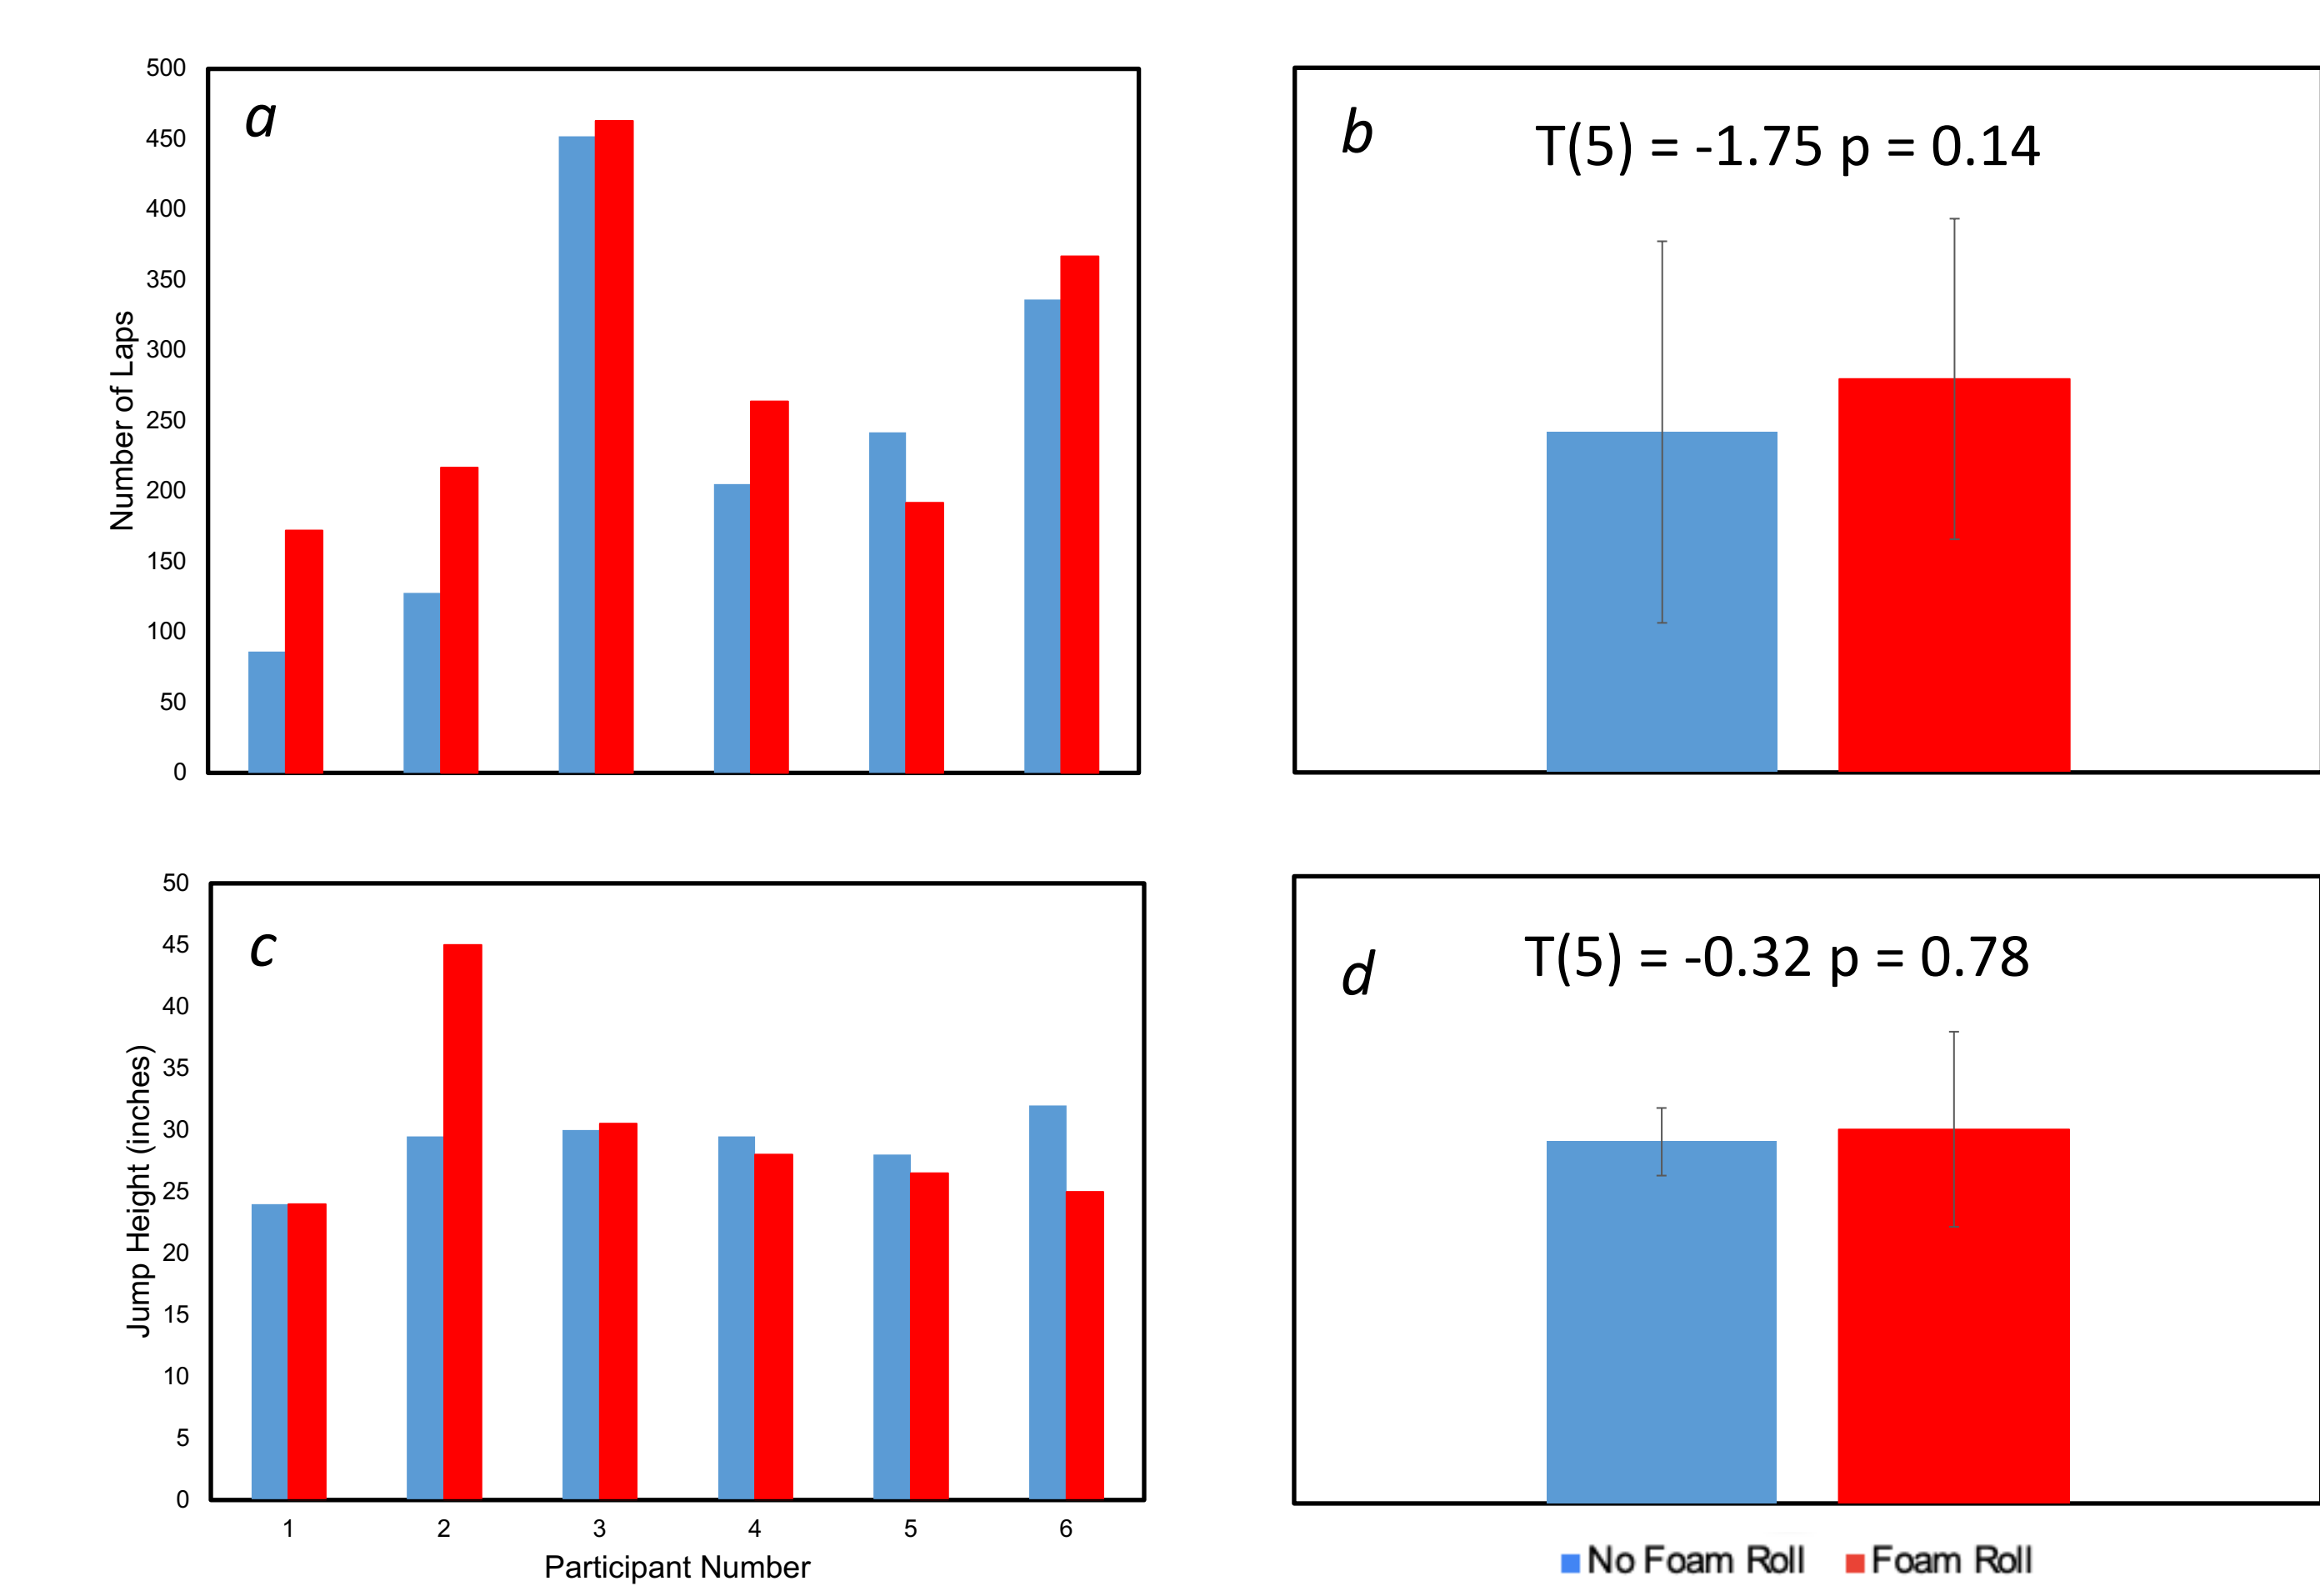 500
450
400
350
300
250
200
150
100
50
0
Number of Laps
a
b
T(5) = -1.75 p = 0.14
50
45
40
35
30
25
20
15
10
5
0
Jump Height (inches)
c
1 2 3 4 5 6
Participant Number
d
T(5) = -0.32 p = 0.78
No Foam Roll Foam Roll